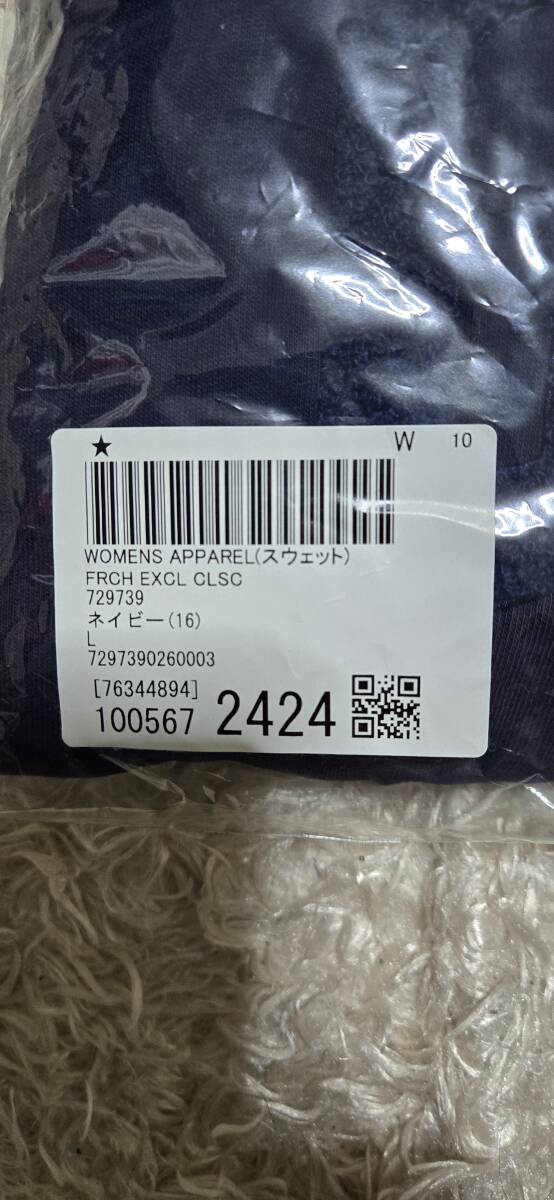 ★ W 10
WOMENS APPAREL(スウェット)
FRCH EXCL CLSC
729739
ネイビー(16)
L
7297390260003
[76344894]
100567 2424